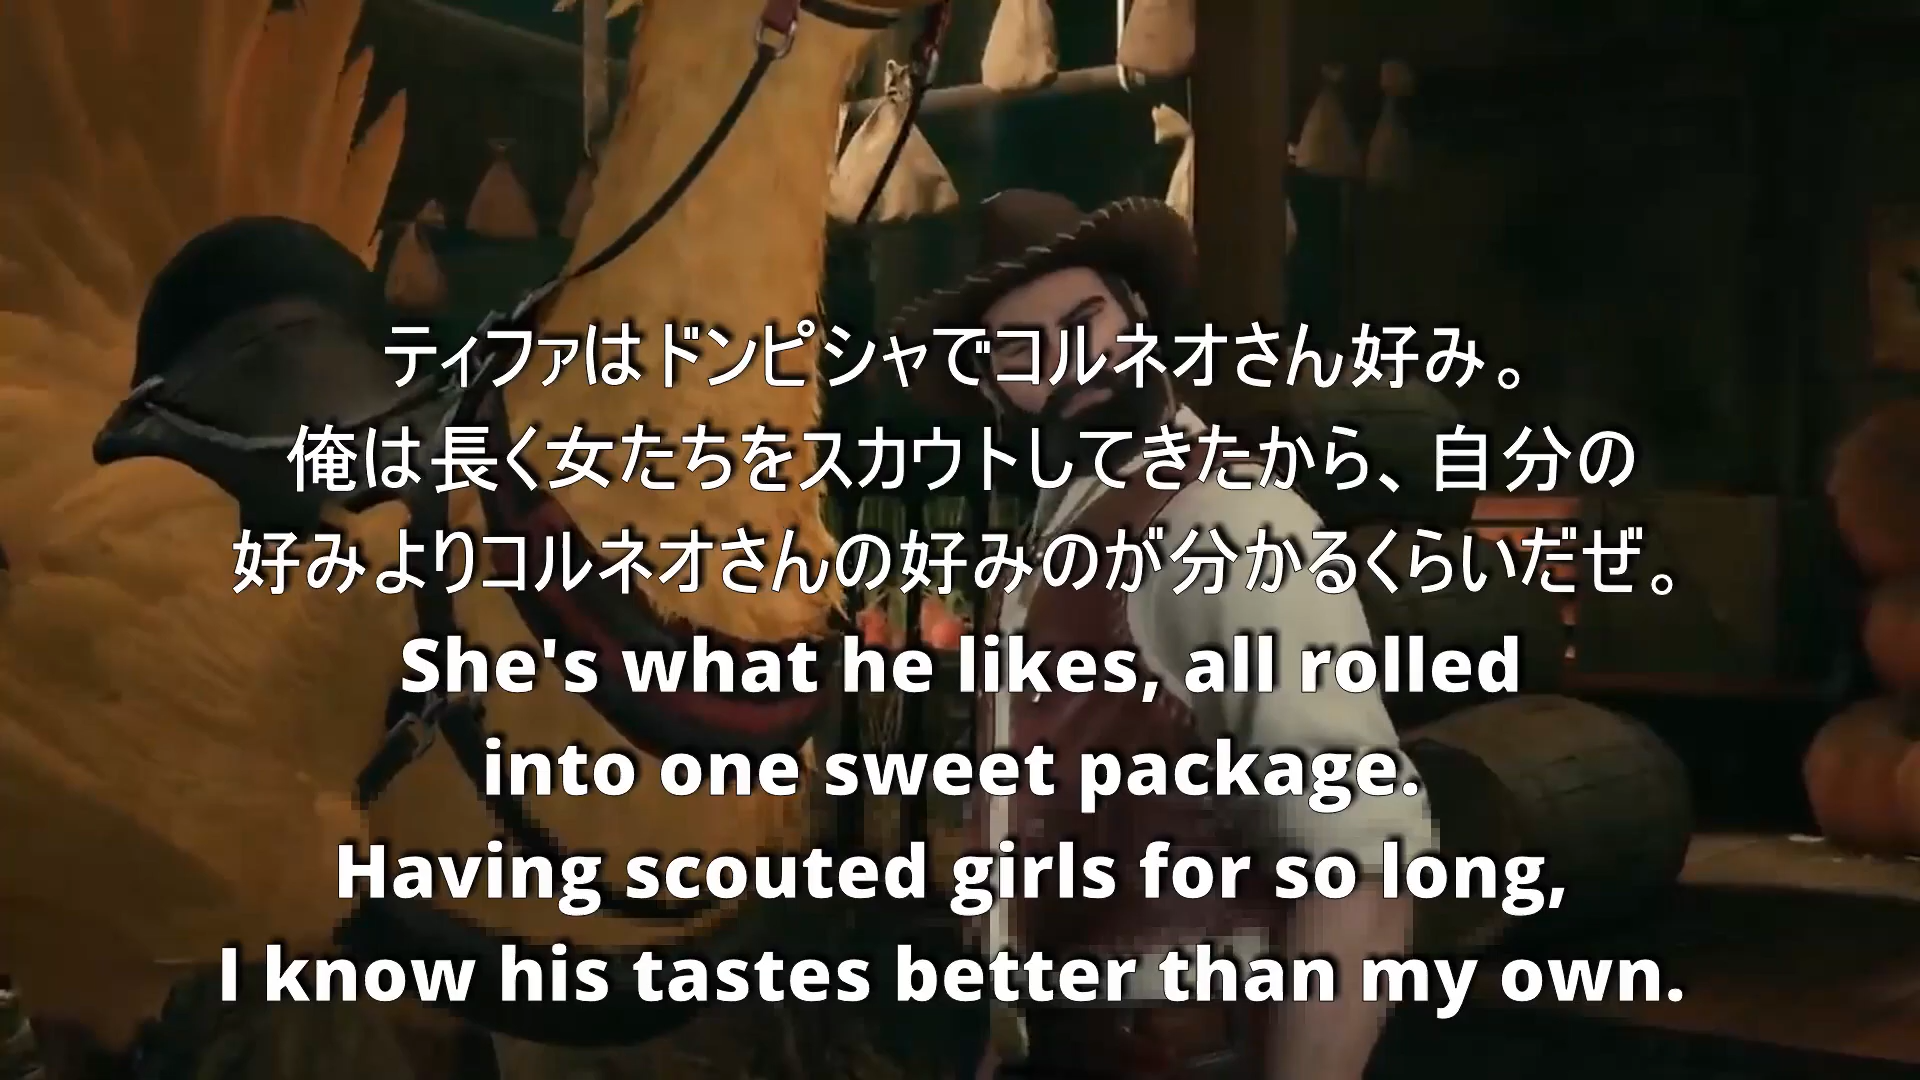 ティファはドンピシャでコルネオさん好み。
俺は長く女たちをスカウトしてきたから、自分の
好みよりコルネオさんの好みのが分かるくらいだぜ。
She's what he likes, all rolled
into one sweet package.
Having scouted girls for so long,
I know his tastes better than my own.